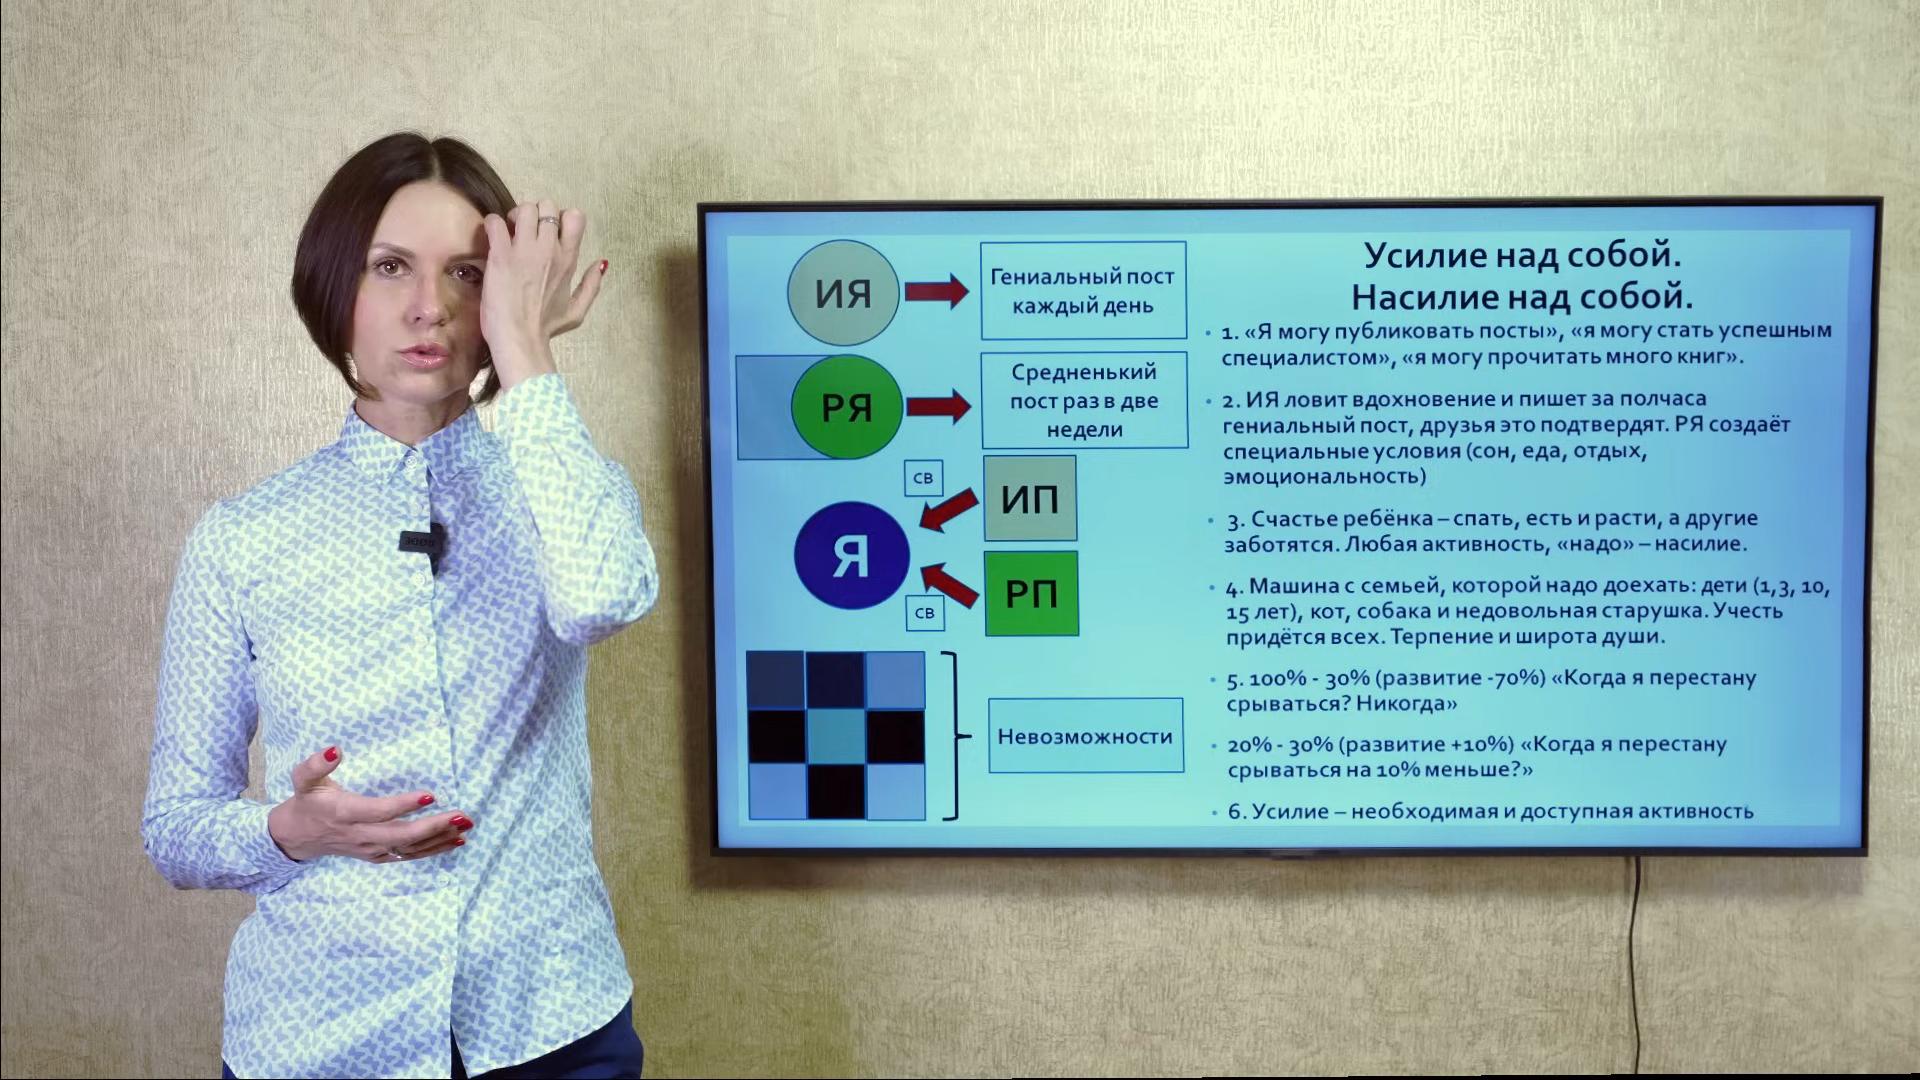 ИЯ
Гениальный пост
каждый день
РЯ
Средненький
пост раз в две
недели
св
ИП
Я
РП
св
Невозможности
Усилие над собой.
Насилие над собой.
• 1. «Я могу публиковать посты», «я могу стать успешным
специалистом», «я могу прочитать много книг».
• 2. ИЯ ловит вдохновение и пишет за полчаса
гениальный пост, друзья это подтвердят. РЯ создаёт
специальные условия (сон, еда, отдых,
эмоциональность)
• 3. Счастье ребёнка – спать, есть и расти, а другие
заботятся. Любая активность, «надо» – насилие.
• 4. Машина с семьей, которой надо доехать: дети (1,3, 10,
15 лет), кот, собака и недовольная старушка. Учесть
придётся всех. Терпение и широта души.
• 5. 100% - 30% (развитие -70%) «Когда я перестану
срываться? Никогда»
• 20% - 30% (развитие +10%) «Когда я перестану
срываться на 10% меньше?»
• 6. Усилие – необходимая и доступная активность